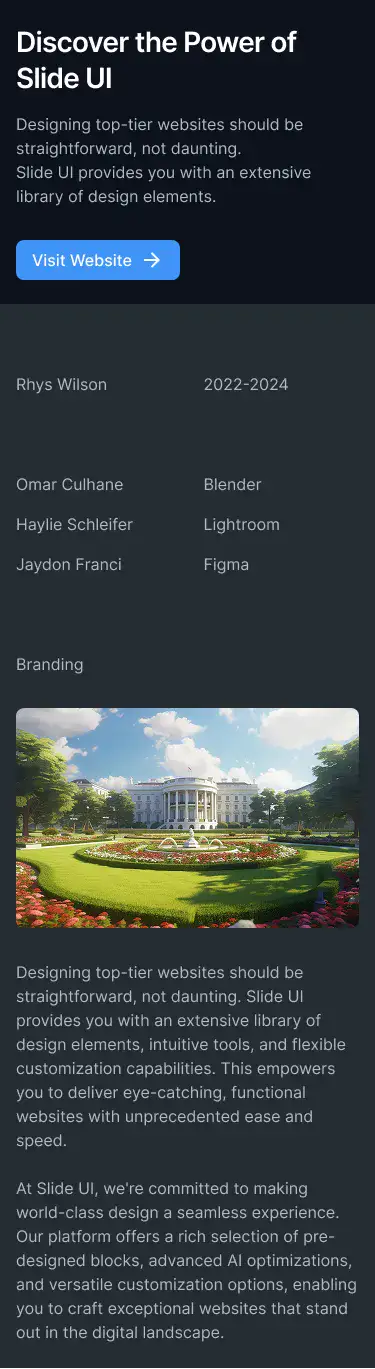 Discover the Power of
Slide UI
Designing top-tier websites should be
straightforward, not daunting.
Slide UI provides you with an extensive
library of design elements.
Visit Website
Rhys Wilson
2022-2024
Omar Culhane
Blender
Haylie Schleifer
Lightroom
Jaydon Franci
Figma
Branding
Designing top-tier websites should be
straightforward, not daunting. Slide UI
provides you with an extensive library of
design elements, intuitive tools, and flexible
customization capabilities. This empowers
you to deliver eye-catching, functional
websites with unprecedented ease and
speed.
At Slide UI, we're committed to making
world-class design a seamless experience.
Our platform offers a rich selection of pre-
designed blocks, advanced AI optimizations,
and versatile customization options, enabling
you to craft exceptional websites that stand
out in the digital landscape.